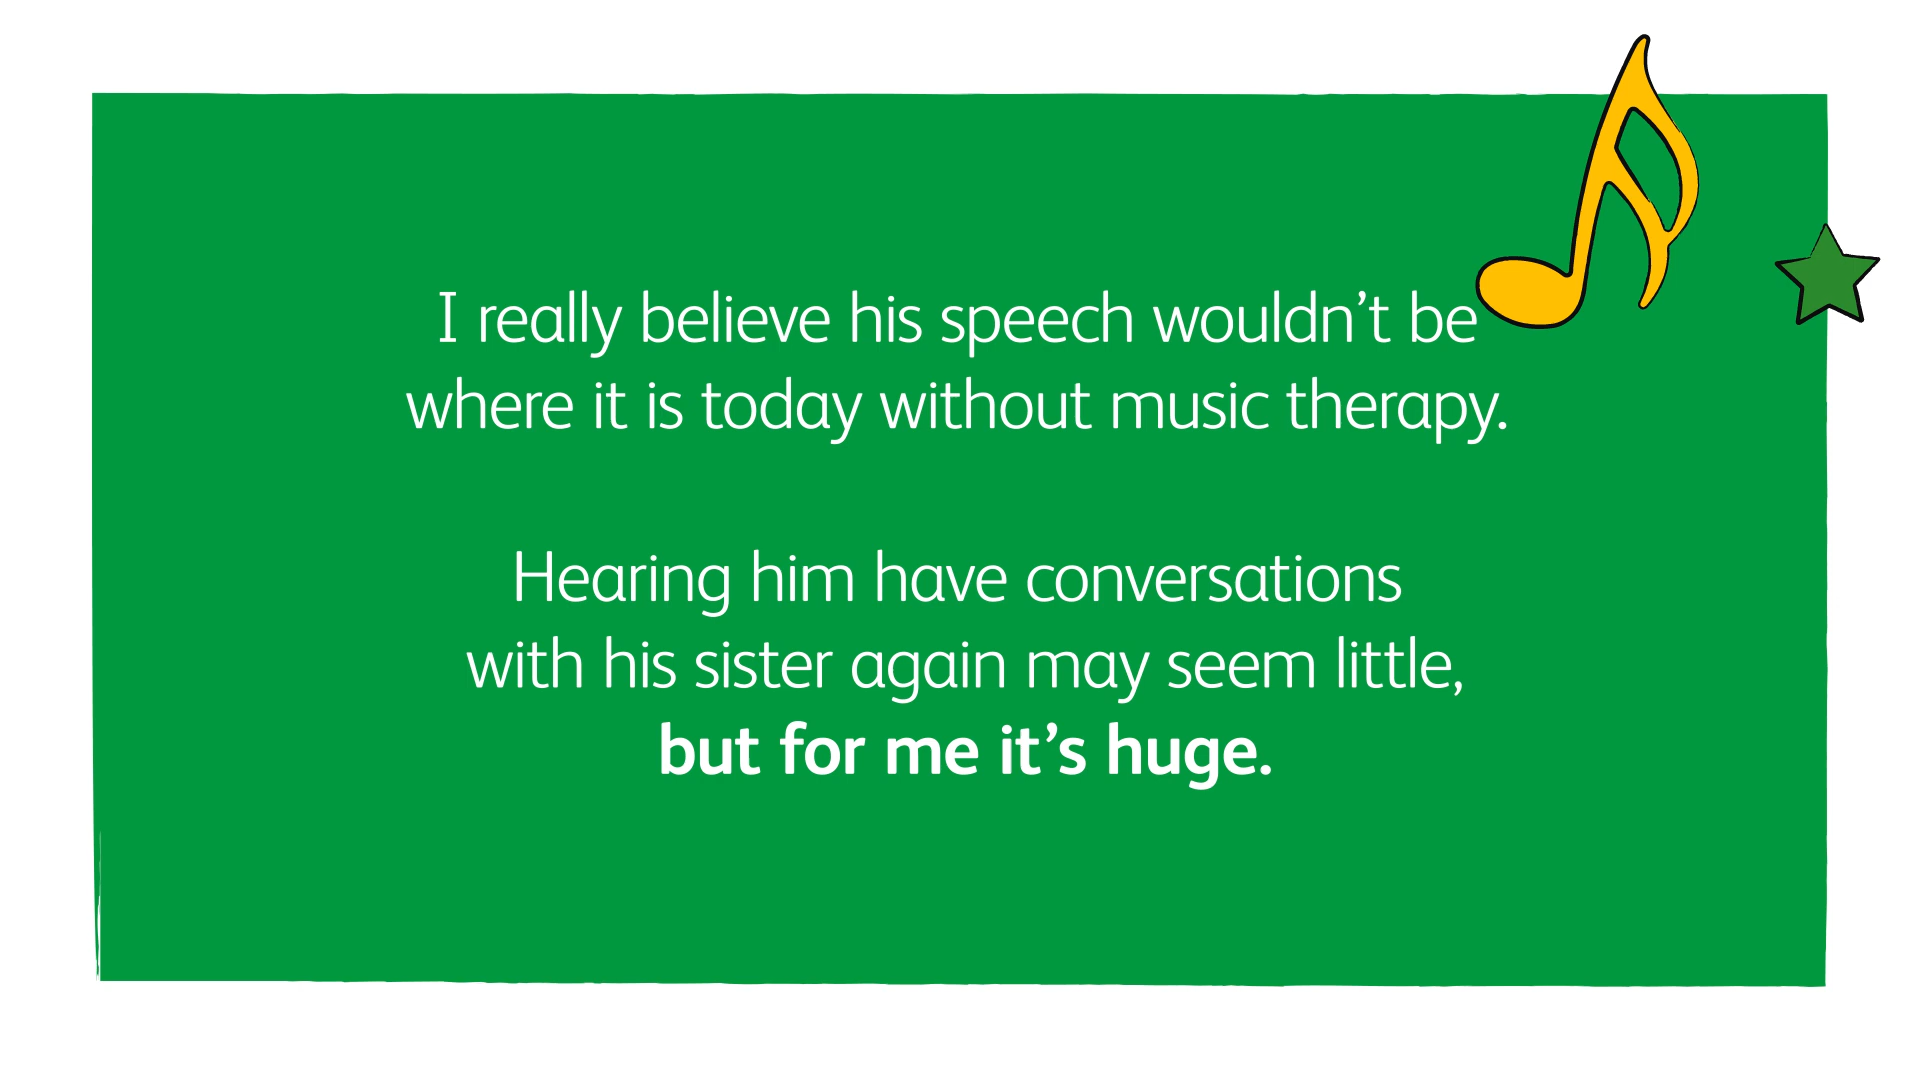 I really believe his speech wouldn’t be
where it is today without music therapy.
Hearing him have conversations
with his sister again may seem little,
but for me it’s huge.